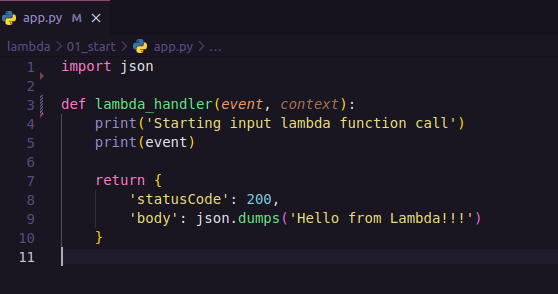 app.py M ×
lambda > 01_start > app.py > ...
1 import json
2
3 def lambda_handler(event, context):
4     print('Starting input lambda function call')
5     print(event)
6
7     return {
8         'statusCode': 200,
9         'body': json.dumps('Hello from Lambda!!!')
10     }
11